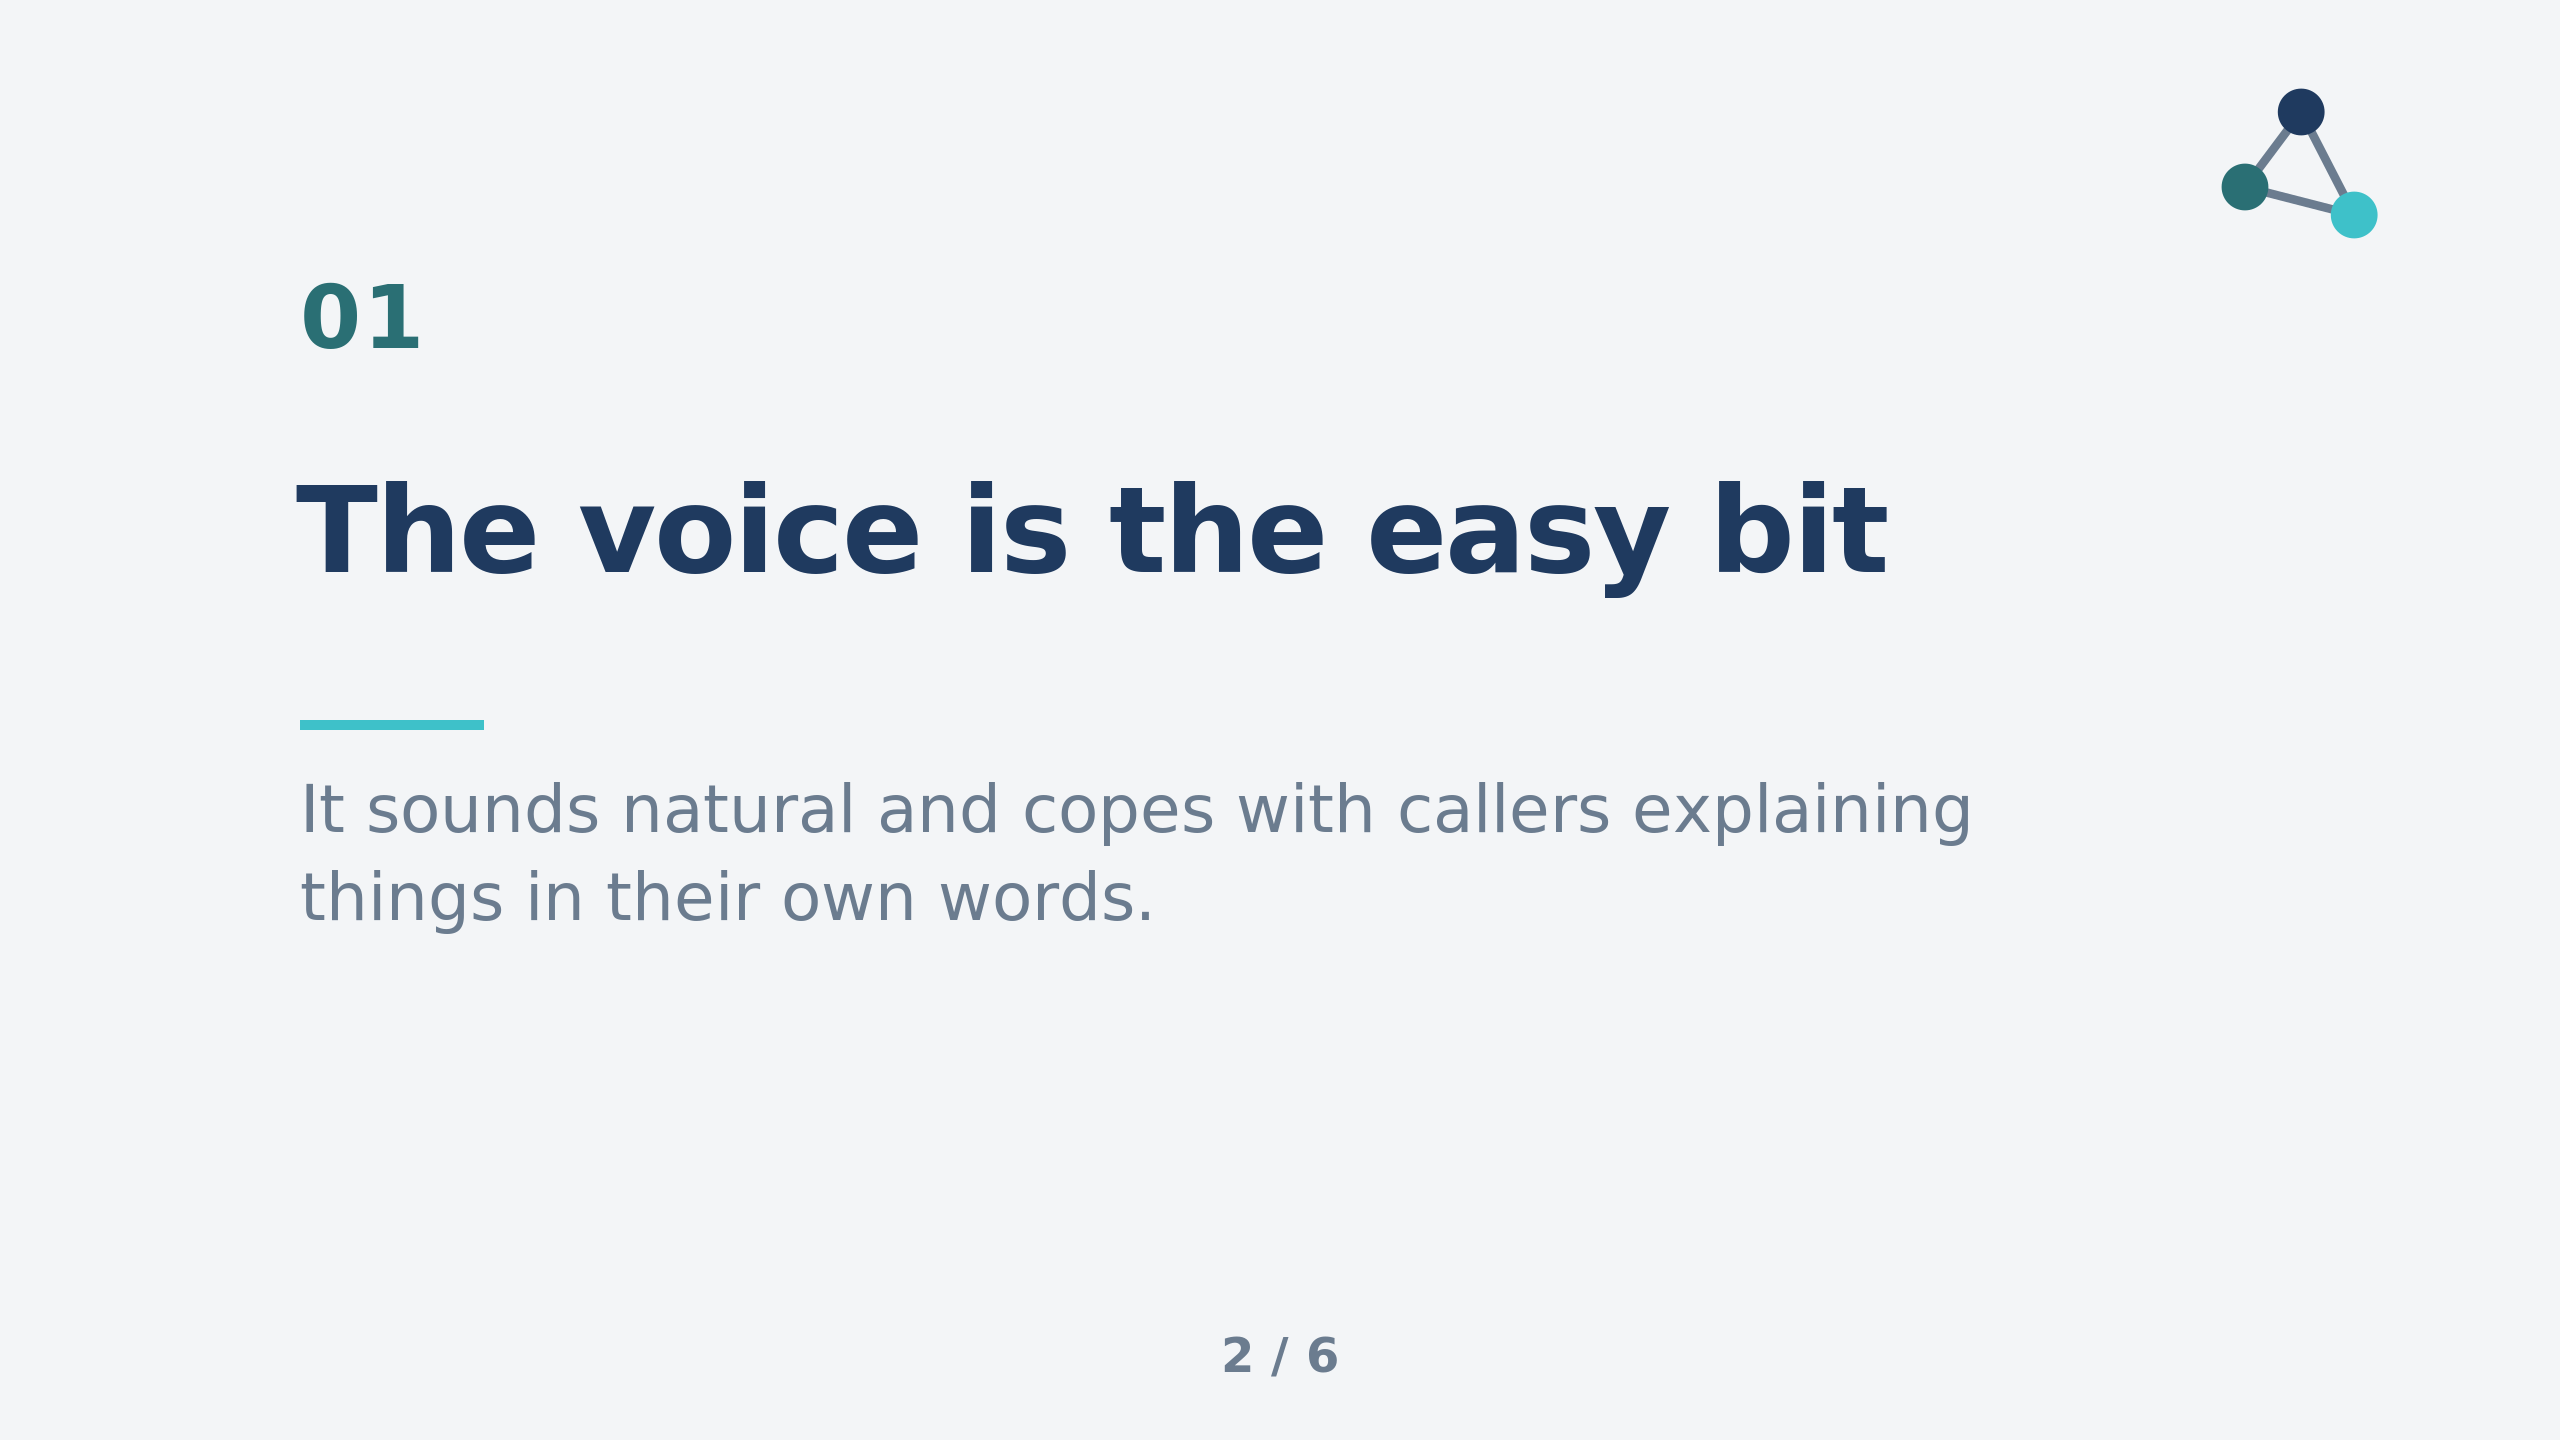 01
The voice is the easy bit
It sounds natural and copes with callers explaining
things in their own words.
2 / 6